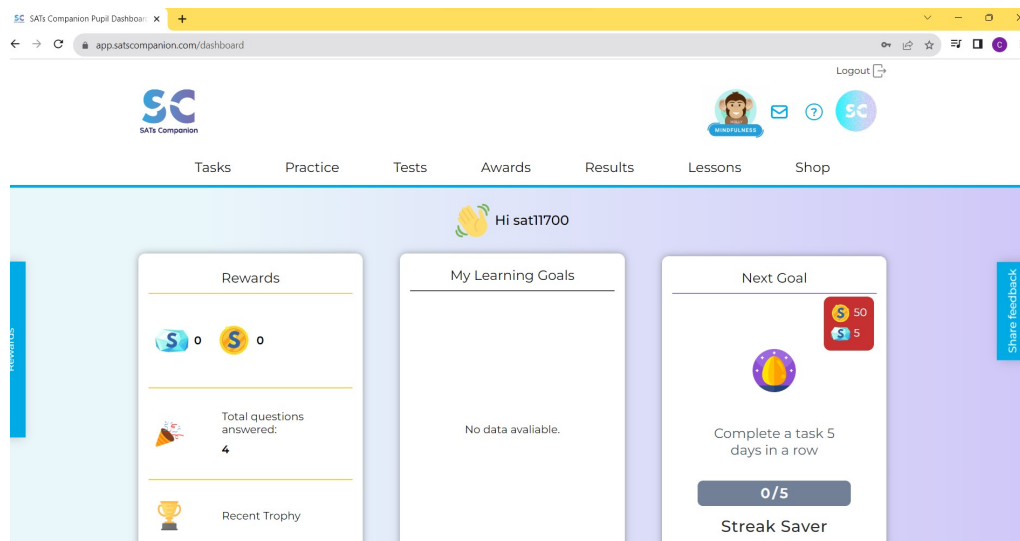 SC SATs Companion Pupil Dashboar
app.satscompanion.com/dashboard
C
Logout
SC
SATs Companion
MINDFULNESS
?
SC
Tasks Practice Tests Awards Results Lessons Shop
Hi sat11700
Rewards
Rewards
S 0 S 0
Total questions
answered:
4
Recent Trophy
My Learning Goals
No data avaliable.
Next Goal
S 50
S 5
Complete a task 5
days in a row
0/5
Streak Saver
Share feedback